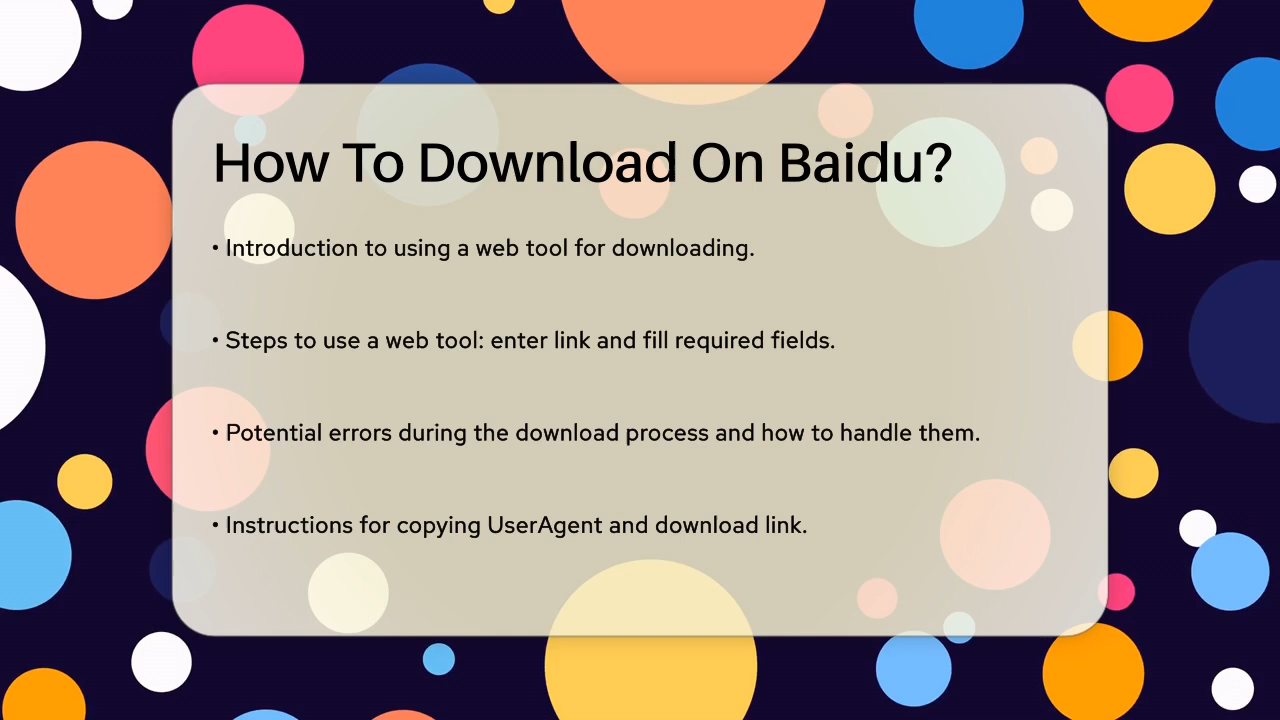 How To Download On Baidu?
• Introduction to using a web tool for downloading.
• Steps to use a web tool: enter link and fill required fields.
• Potential errors during the download process and how to handle them.
• Instructions for copying UserAgent and download link.